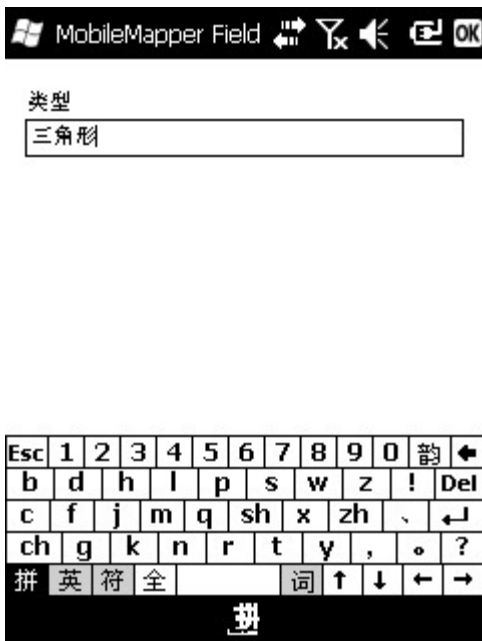 MobileMapper Field OK
类型
三角形
Esc 1 2 3 4 5 6 7 8 9 0 韵 ←
b d h l p s w z ! Del
c f j m q sh x zh 、 ↵
ch g k n r t y , 。 ?
拼 英 符 全 词 ↑ ↓ ← →
拼